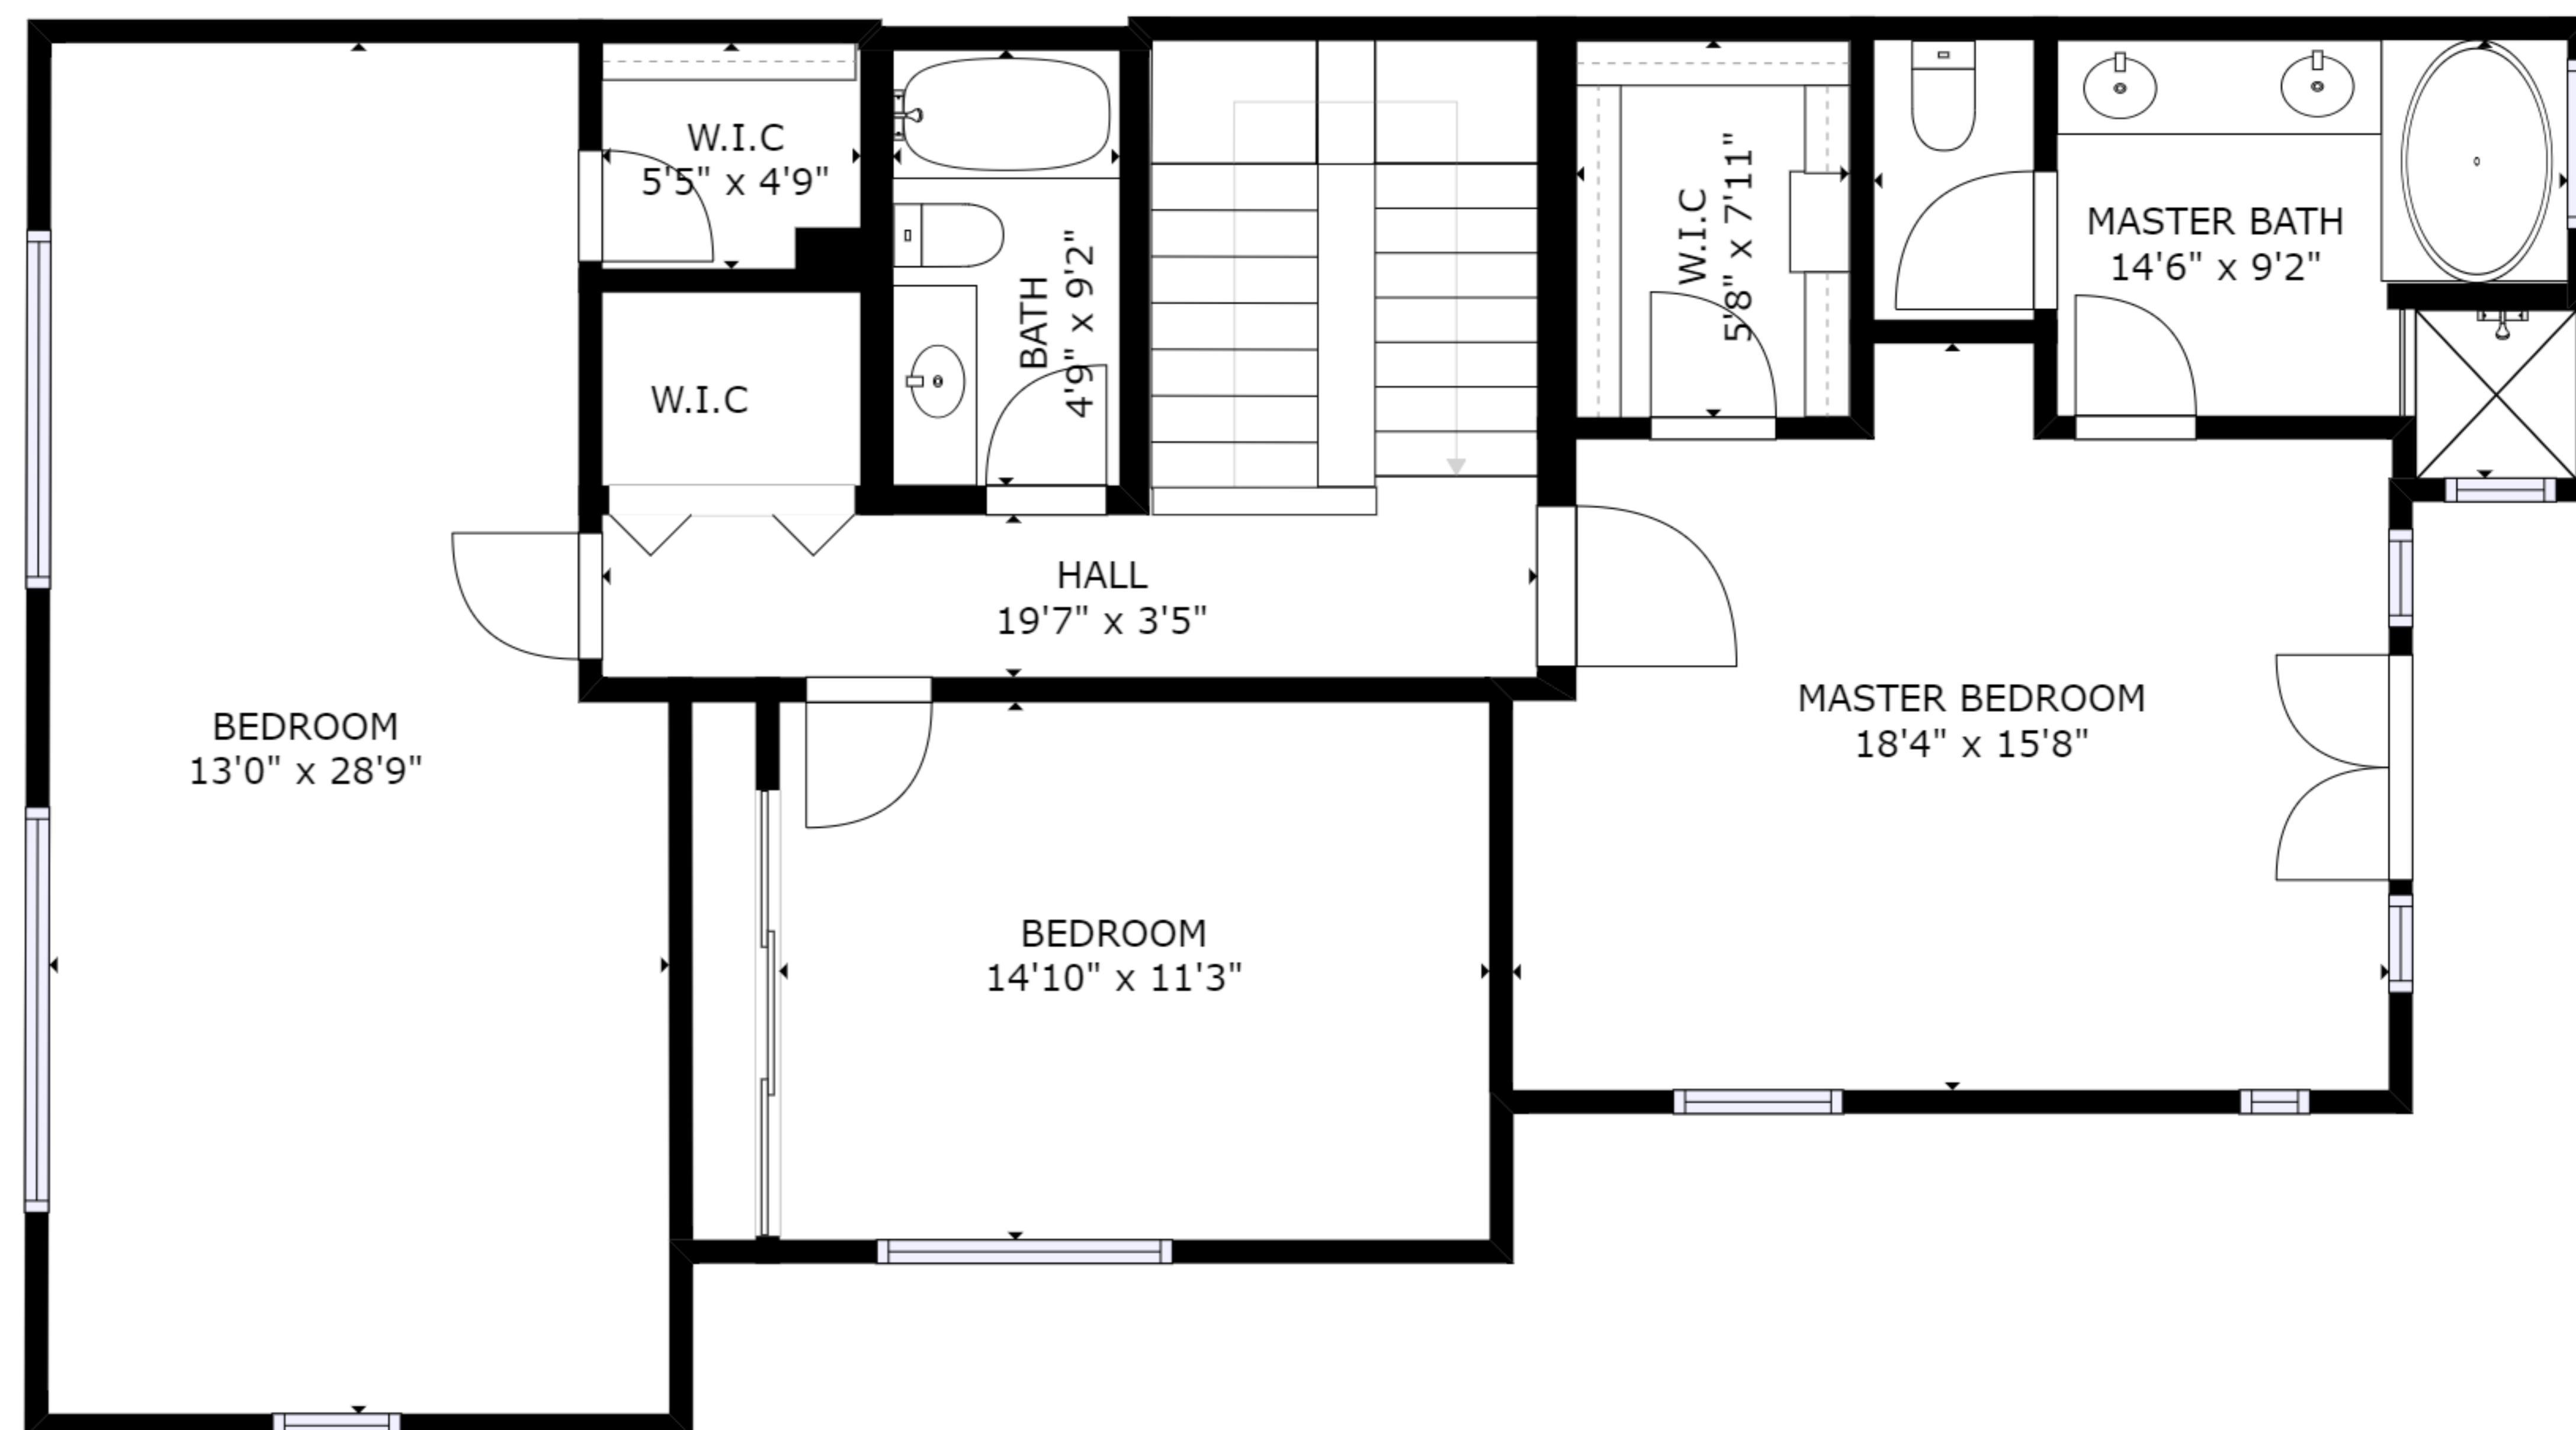 W.I.C
5'5" x 4'9"
W.I.C
BATH
4'9" x 9'2"
W.I.C
5'8" x 7'11"
MASTER BATH
14'6" x 9'2"
HALL
19'7" x 3'5"
BEDROOM
13'0" x 28'9"
MASTER BEDROOM
18'4" x 15'8"
BEDROOM
14'10" x 11'3"